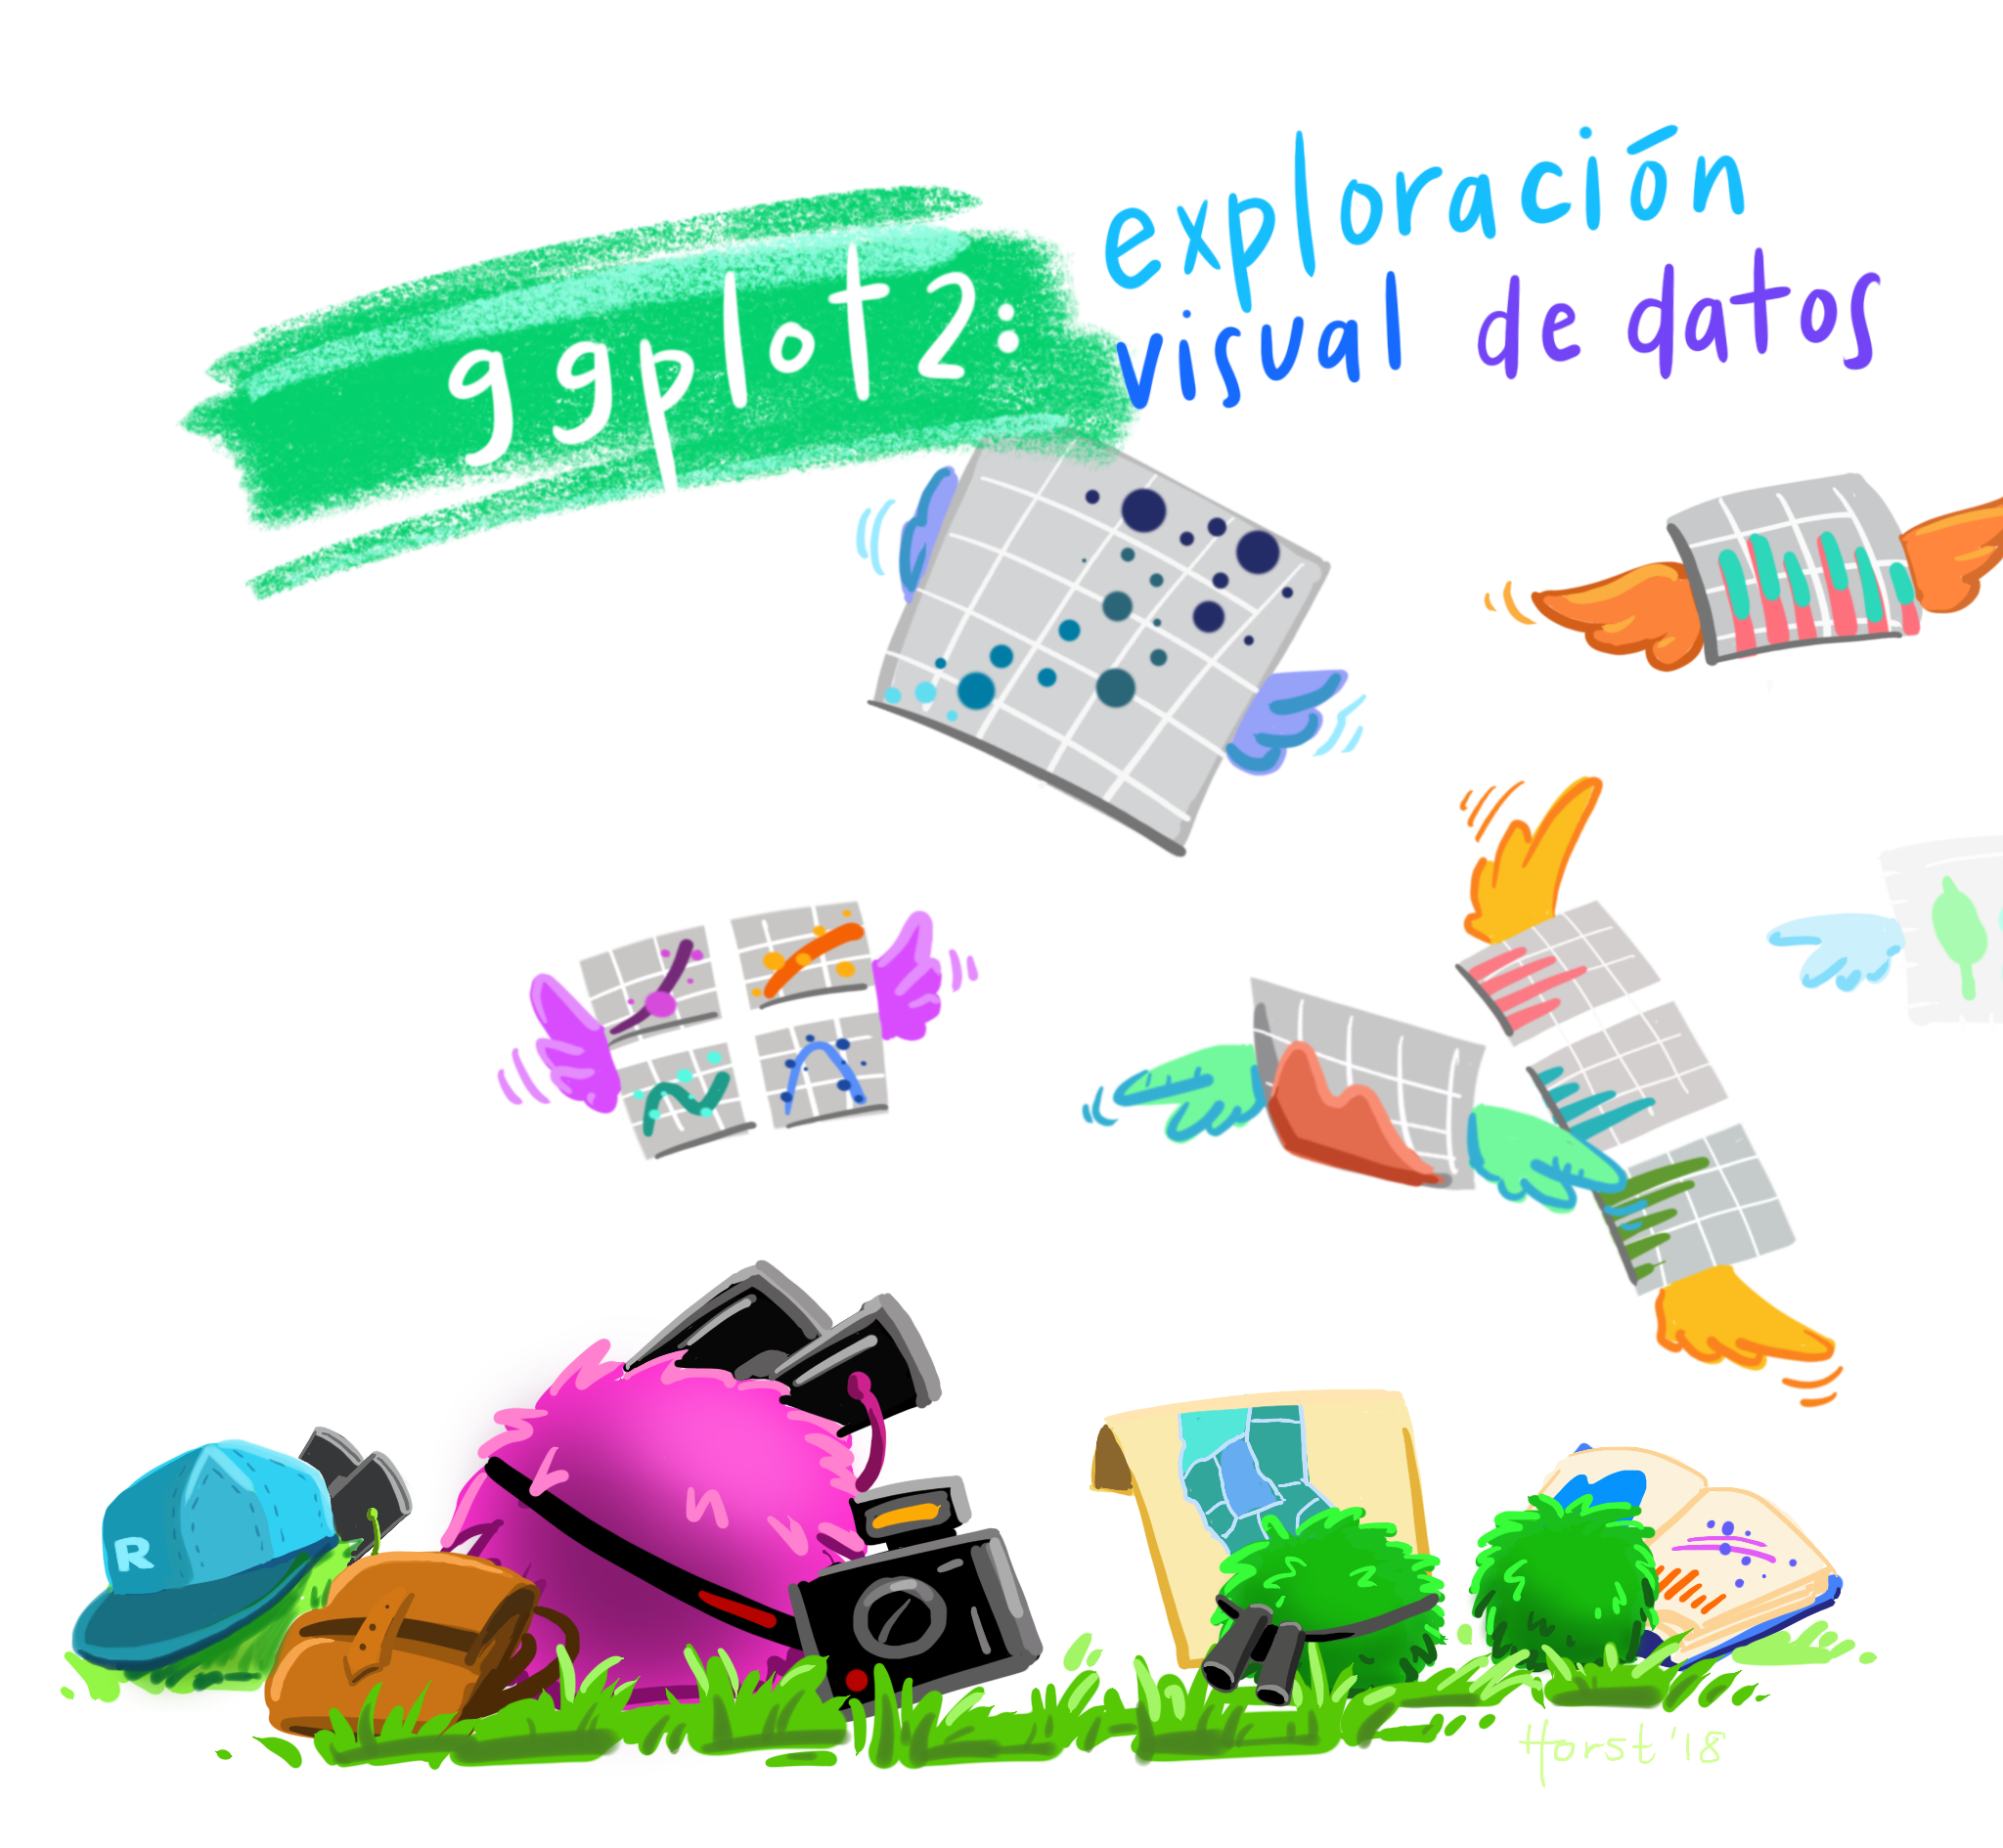 ggplot2: exploración
visual de datos
R
Horst '18